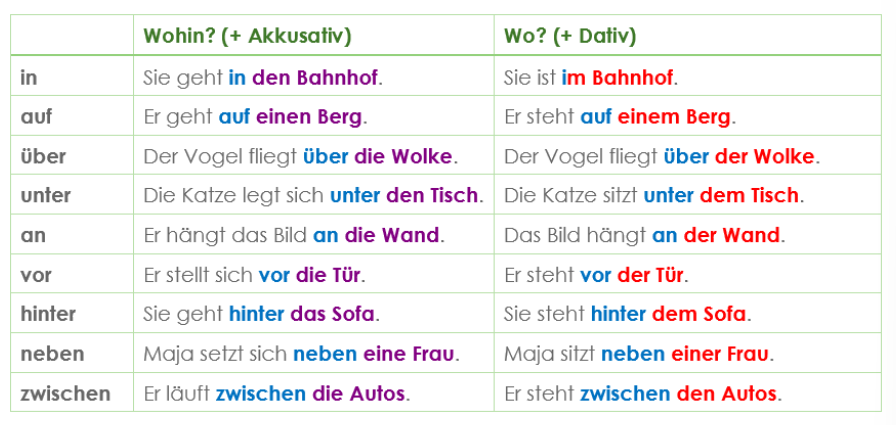 Wohin? (+ Akkusativ) Wo? (+ Dativ)
in Sie geht in den Bahnhof. Sie ist im Bahnhof.
auf Er geht auf einen Berg. Er steht auf einem Berg.
über Der Vogel fliegt über die Wolke. Der Vogel fliegt über der Wolke.
unter Die Katze legt sich unter den Tisch. Die Katze sitzt unter dem Tisch.
an Er hängt das Bild an die Wand. Das Bild hängt an der Wand.
vor Er stellt sich vor die Tür. Er steht vor der Tür.
hinter Sie geht hinter das Sofa. Sie steht hinter dem Sofa.
neben Maja setzt sich neben eine Frau. Maja sitzt neben einer Frau.
zwischen Er läuft zwischen die Autos. Er steht zwischen den Autos.